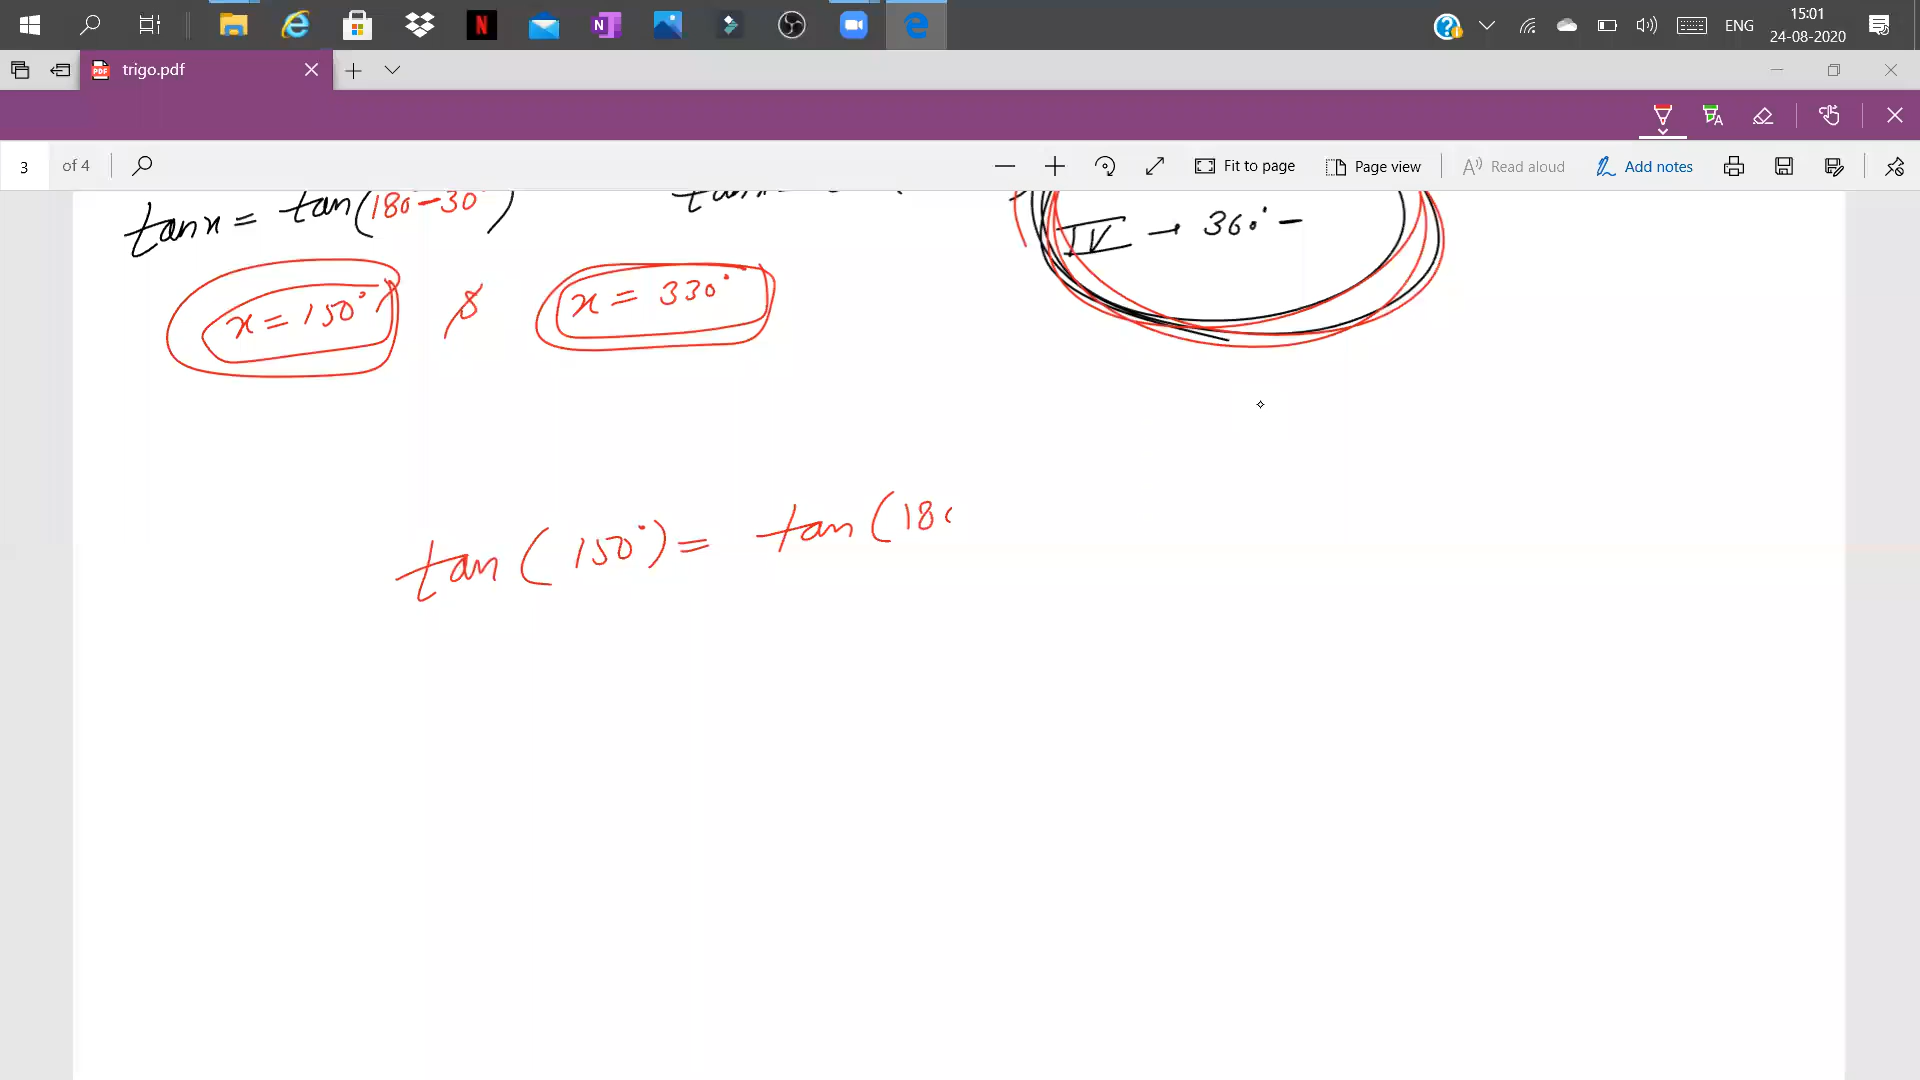 15:01
ENG
24-08-2020
trigo.pdf
3 of 4
Fit to page
Page view
Read aloud
Add notes
tan x = tan(180-30°)
IV → 360° -
x = 150° & x = 330°
tan(150°) = tan(18